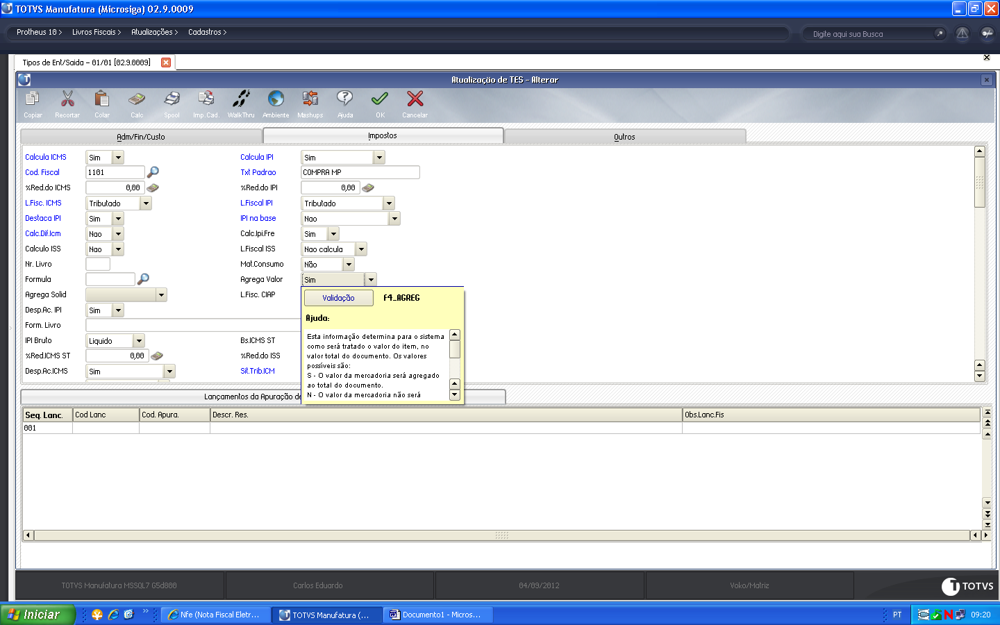 TOTVS Manufatura (Microsiga) 02.9.0009
Protheus 10 > Livros Fiscais > Atualizações > Cadastros >
Digite aqui sua Busca
Tipos de Ent/Saida - 01/01 [02.9.0009]
Atualização de TES - Alterar
Copiar Recortar Colar Calc Spool Imp.Cad. WalkThru Ambiente Mashups Ajuda OK Cancelar
Adm/Fin/Custo Impostos Outros
Calcula ICMS Sim Calcula IPI Sim
Cod. Fiscal 1101 Txt Padrao COMPRA MP
%Red.do ICMS 0,00 %Red.do IPI 0,00
L.Fisc. ICMS Tributado L.Fiscal IPI Tributado
Destaca IPI Sim IPI na base Nao
Calc.Dif.Icm Nao Calc.Ipi.Fre Sim
Calculo ISS Nao L.Fiscal ISS Nao calcula
Nr. Livro Mat.Consumo Não
Formula Agrega Valor Sim
Agrega Solid L.Fisc. CIAP
Desp.Ac. IPI Sim
Form. Livro
IPI Bruto Liquido Bs.ICMS ST
%Red.ICMS ST 0,00 %Red.do ISS
Desp.Ac.ICMS Sim Sit.Trib.ICM
Validação F4_AGREG
Ajuda:
Esta informação determina para o sistema
como será tratado o valor do item, no
valor total do documento. Os valores
possíveis são:
S - O valor da mercadoria será agregado
ao total do documento.
N - O valor da mercadoria não será
Lançamentos da Apuração de
Seq. Lanc. Cod Lanc Cod. Apura. Descr. Res. Obs.Lanc.Fis
001
TOTVS Manufatura MSSQL7 G5d800 Carlos Eduardo 04/09/2012 Voko/Matriz TOTVS
Iniciar Nfe (Nota Fiscal Eletr... TOTVS Manufatura (... Documento1 - Micros... PT 09:20